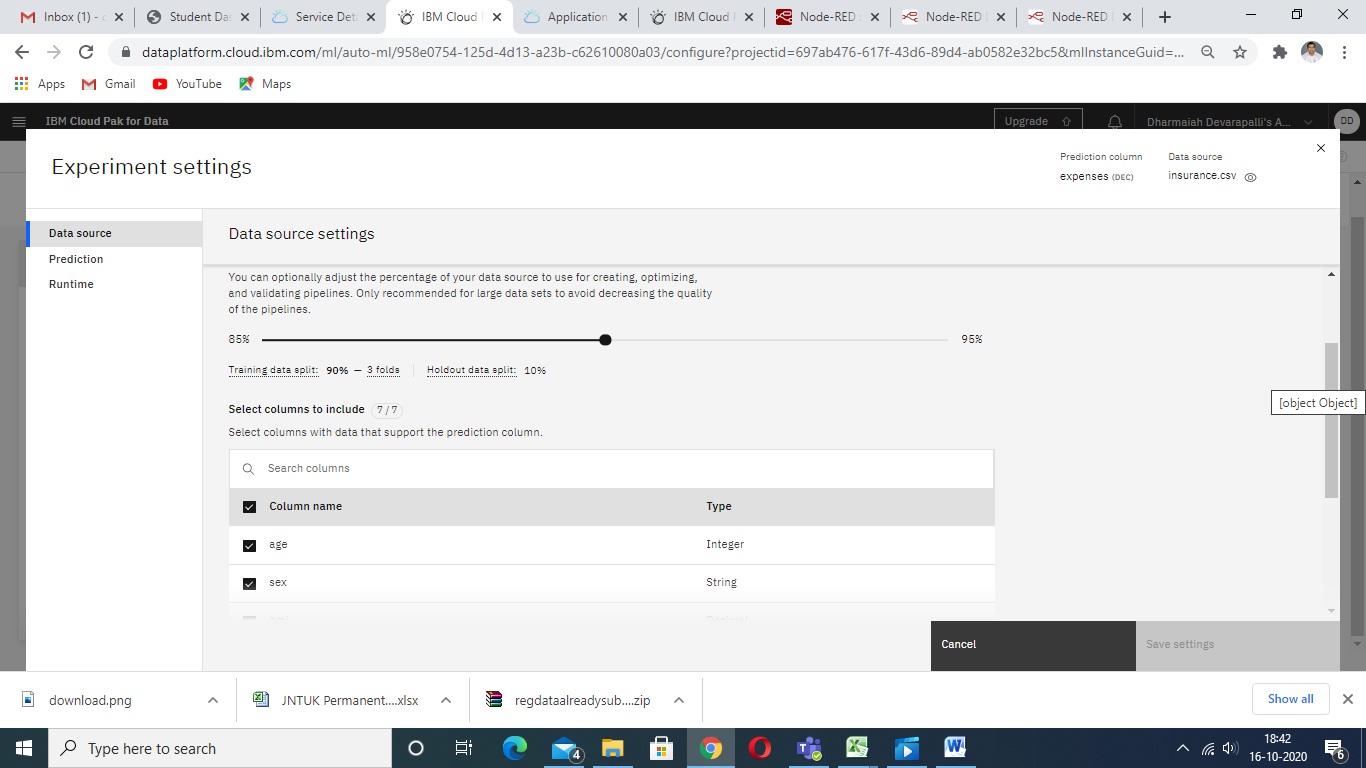 Inbox (1) - d
Student Das
Service Deta
IBM Cloud P
Application
IBM Cloud P
Node-RED S
Node-RED
Node-RED
dataplatform.cloud.ibm.com/ml/auto-ml/958e0754-125d-4d13-a23b-c62610080a03/configure?projectid=697ab476-617f-43d6-89d4-ab0582e32bc5&mlInstanceGuid=...
Apps
Gmail
YouTube
Maps
IBM Cloud Pak for Data
Upgrade
Dharmaiah Devarapalli's A...
DD
Experiment settings
Prediction column
expenses (DEC)
Data source
insurance.csv
Data source
Prediction
Runtime
Data source settings
You can optionally adjust the percentage of your data source to use for creating, optimizing,
and validating pipelines. Only recommended for large data sets to avoid decreasing the quality
of the pipelines.
85%
95%
Training data split: 90% — 3 folds
Holdout data split: 10%
[object Object]
Select columns to include 7 / 7
Select columns with data that support the prediction column.
Search columns
Column name Type
age Integer
sex String
Cancel
Save settings
download.png
JNTUK Permanent....xlsx
regdataalreadysub....zip
Show all
Type here to search
4
18:42
16-10-2020
6